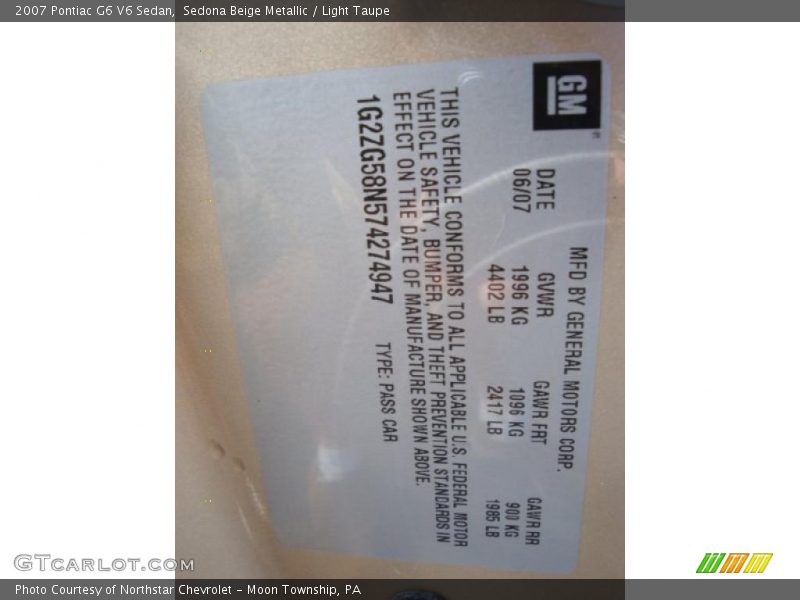 2007 Pontiac G6 V6 Sedan, Sedona Beige Metallic / Light Taupe
GM
MFD BY GENERAL MOTORS CORP.
DATE GVWR GAWR FRT GAWR RR
06/07 1996 KG 1096 KG 900 KG
4402 LB 2417 LB 1985 LB
THIS VEHICLE CONFORMS TO ALL APPLICABLE U.S. FEDERAL MOTOR
VEHICLE SAFETY, BUMPER, AND THEFT PREVENTION STANDARDS IN
EFFECT ON THE DATE OF MANUFACTURE SHOWN ABOVE.
1G2ZG58N574274947 TYPE: PASS CAR
GTcarlot.com
Photo Courtesy of Northstar Chevrolet - Moon Township, PA